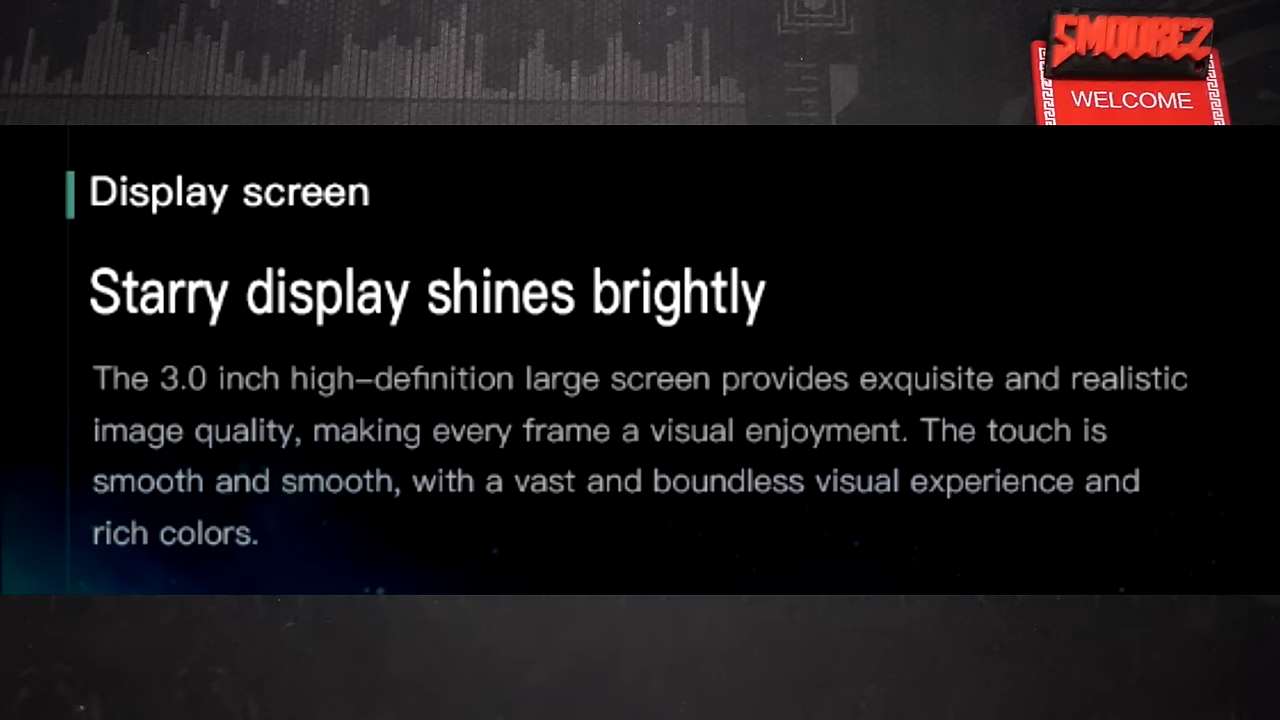 SMOOREZ
WELCOME
Display screen
Starry display shines brightly
The 3.0 inch high–definition large screen provides exquisite and realistic
image quality, making every frame a visual enjoyment. The touch is
smooth and smooth, with a vast and boundless visual experience and
rich colors.